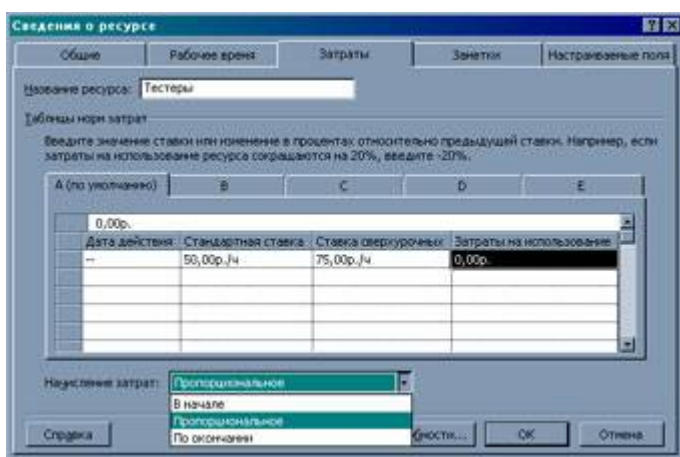 Сведения о ресурсе
Общие Рабочее время Затраты Заметки Настраиваемые поля
Название ресурса: Тестеры
Таблицы норм затрат
Введите значение ставки или изменение в процентах относительно предыдущей ставки. Например, если
затраты на использование ресурса сокращаются на 20%, введите -20%.
A (по умолчанию) B C D E
0,00р.
Дата действия Стандартная ставка Ставка сверхурочных Затраты на использование
-- 50,00р./ч 75,00р./ч 0,00р.
Начисление затрат: Пропорциональное
В начале
Пропорциональное
По окончании
Справка бности... ОК Отмена